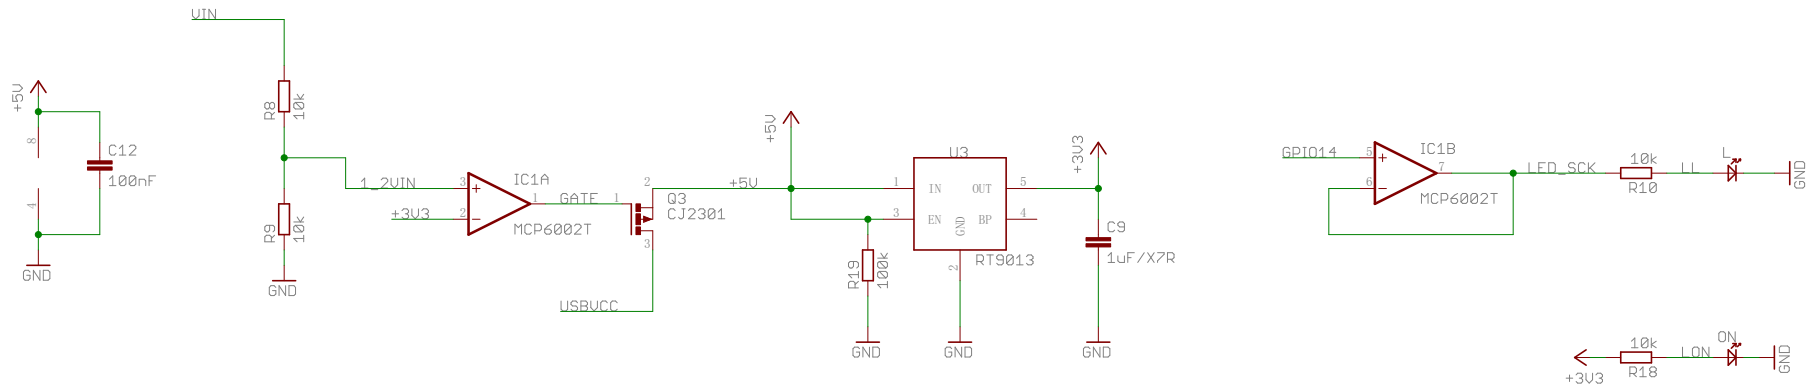 VIN
+5V
8
C12
100nF
4
GND
R8
10k
R9
10k
GND
1_2VIN
3
+3V3
2
IC1A
1
MCP6002T
GATE
1
2
Q3
CJ2301
3
USBVCC
+5V
+5V
U3
1
IN
OUT
5
3
EN
BP
4
GND
2
RT9013
R19
100k
GND
GND
+3V3
C9
1uF/X7R
GND
GPIO14
5
6
IC1B
7
MCP6002T
LED_SCK
10k
R10
LL
L
GND
+3V3
10k
R18
LON
ON
GND